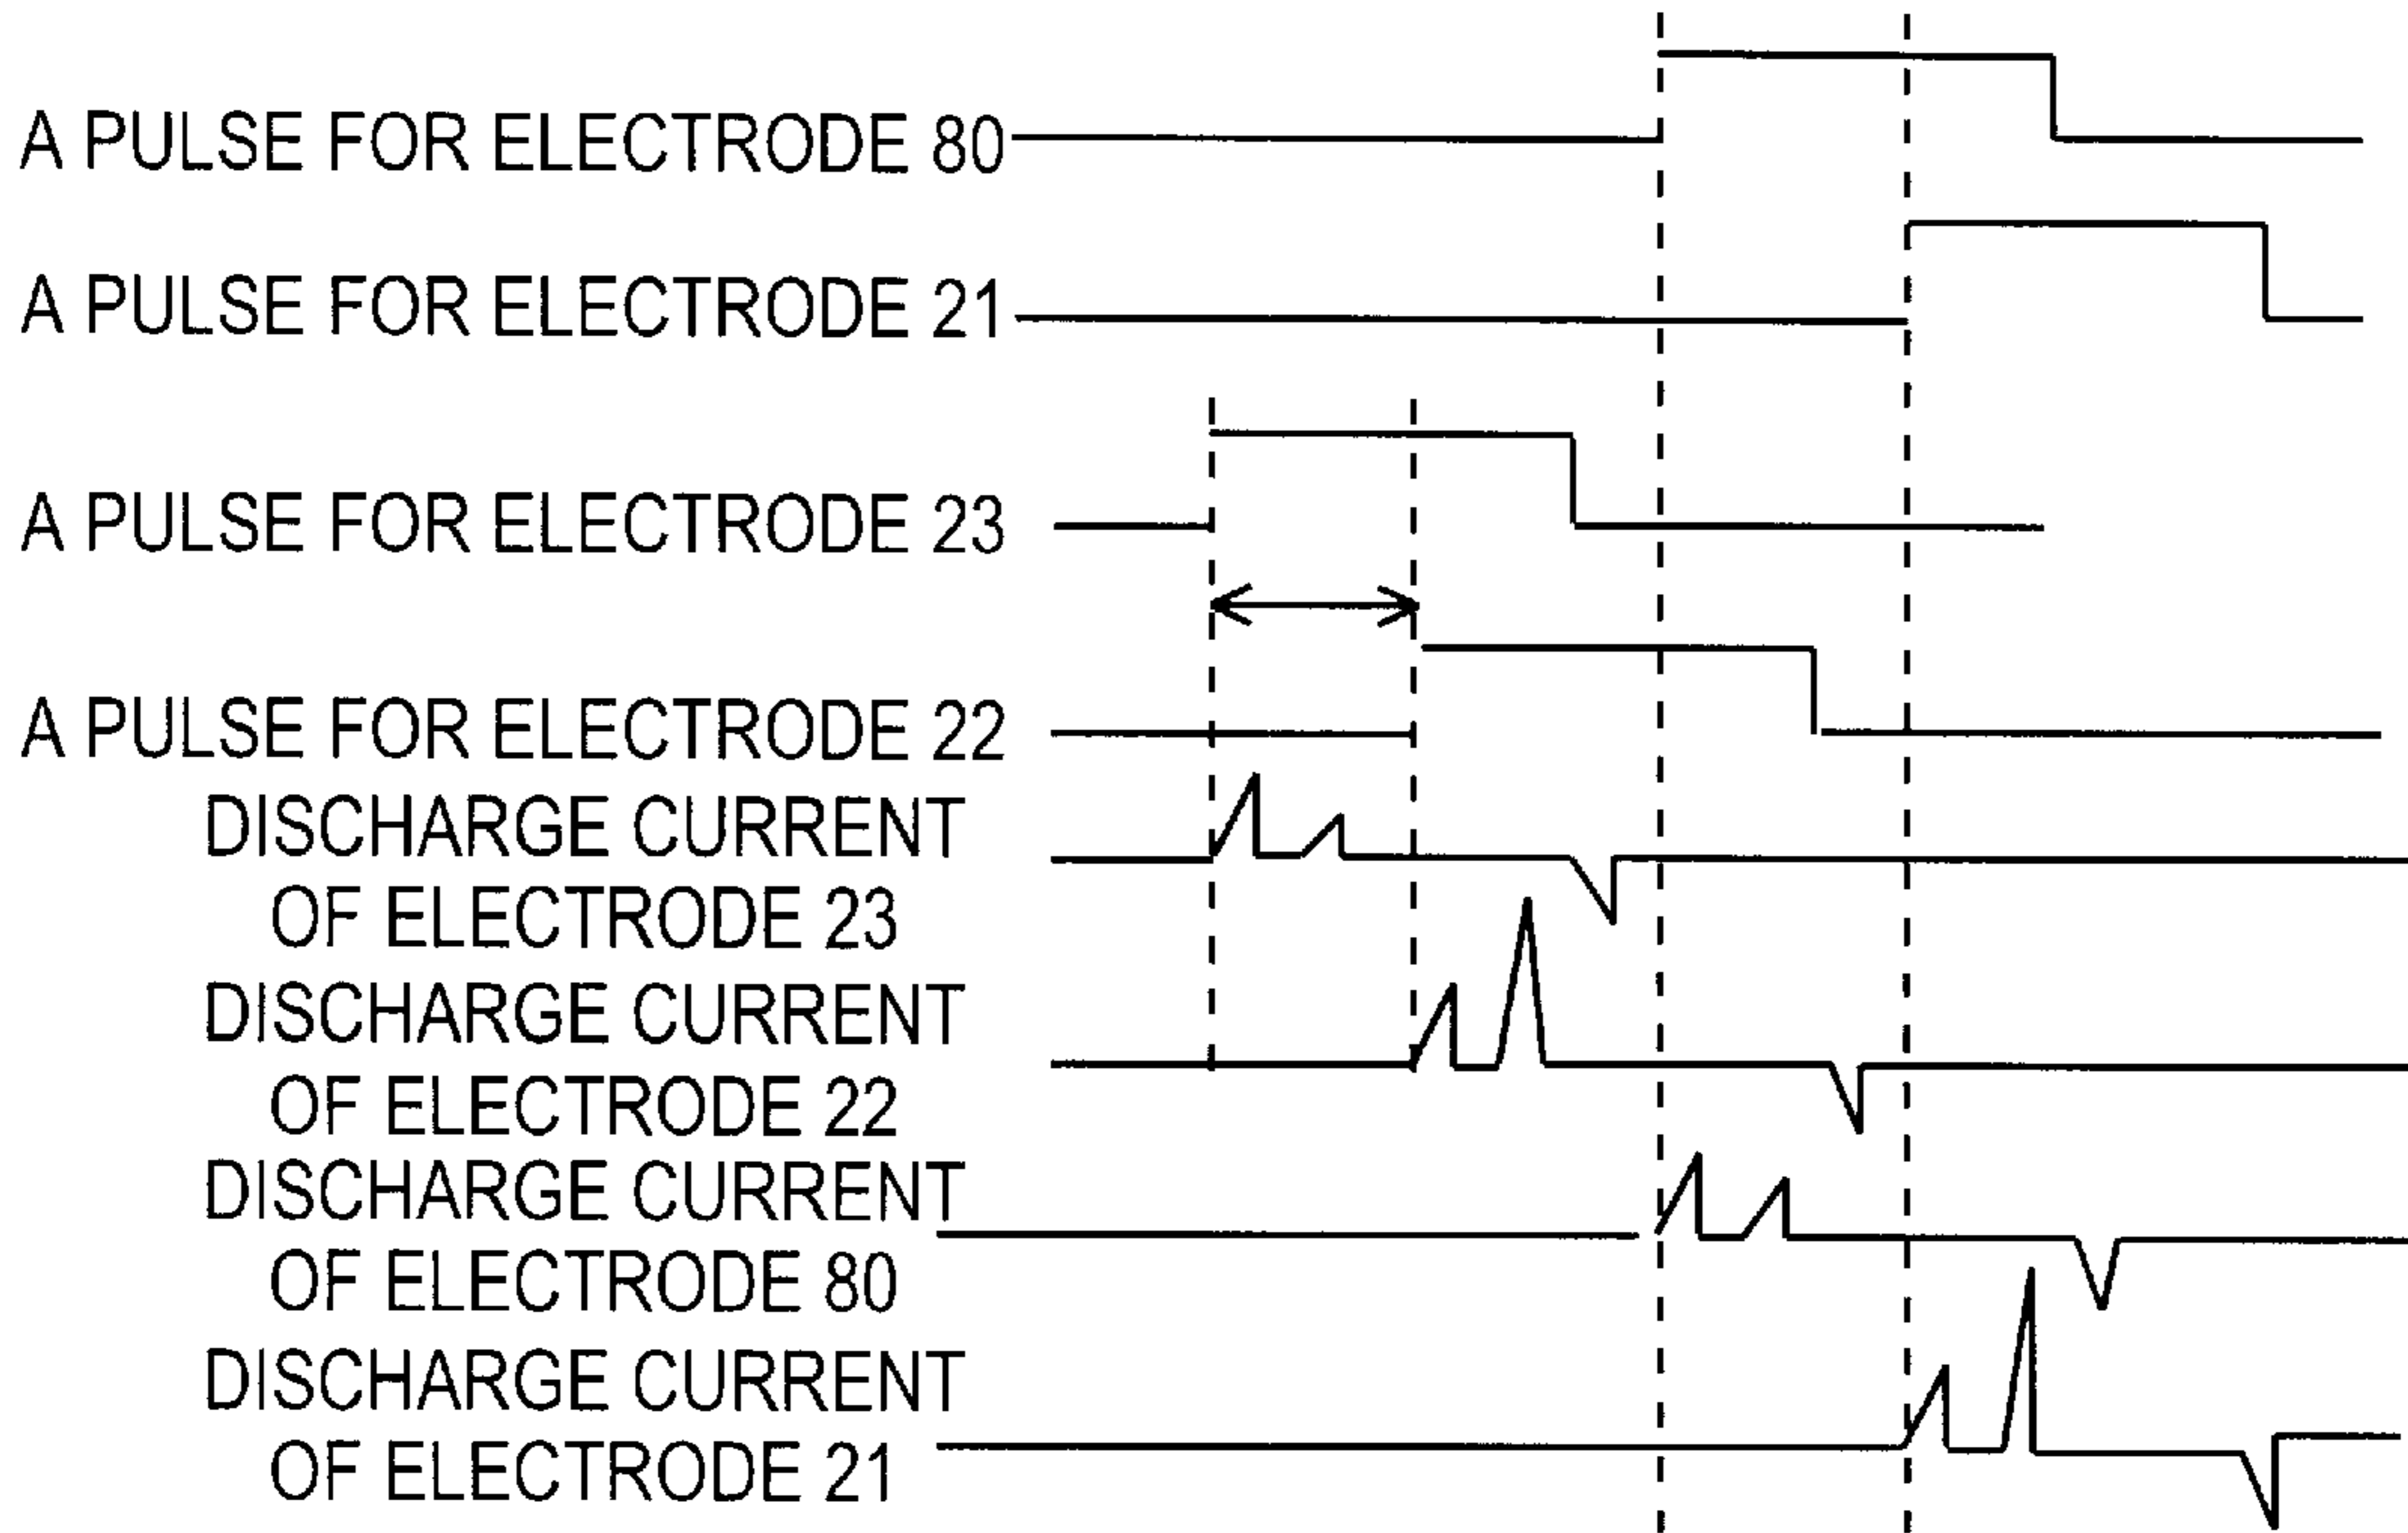 A PULSE FOR ELECTRODE 80
A PULSE FOR ELECTRODE 21
A PULSE FOR ELECTRODE 23
A PULSE FOR ELECTRODE 22
DISCHARGE CURRENT
OF ELECTRODE 23
DISCHARGE CURRENT
OF ELECTRODE 22
DISCHARGE CURRENT
OF ELECTRODE 80
DISCHARGE CURRENT
OF ELECTRODE 21